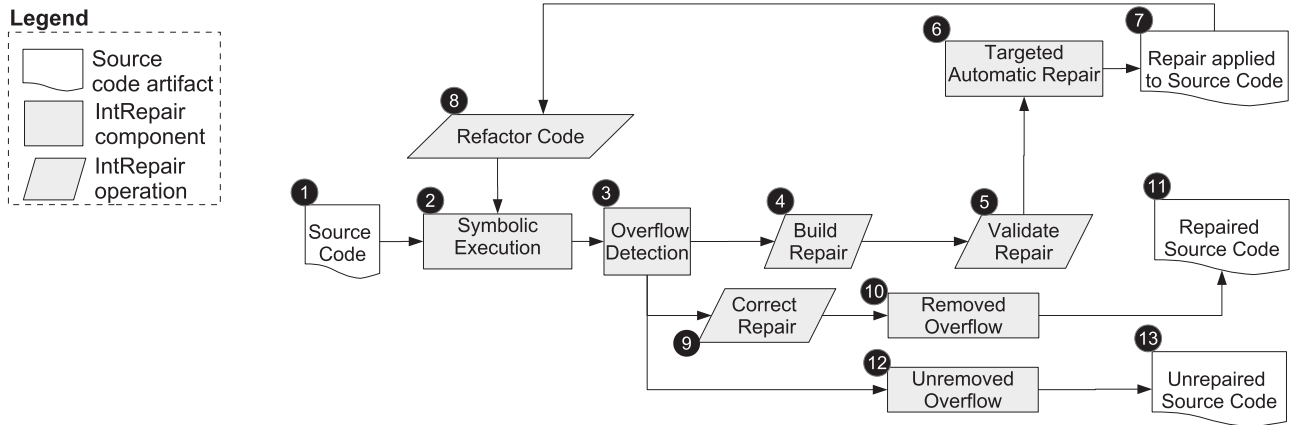 Legend
Source
code artifact
IntRepair
component
IntRepair
operation
1
Source
Code
2
Symbolic
Execution
3
Overflow
Detection
4
Build
Repair
5
Validate
Repair
6
Targeted
Automatic Repair
7
Repair applied
to Source Code
8
Refactor Code
9
Correct
Repair
10
Removed
Overflow
11
Repaired
Source Code
12
Unremoved
Overflow
13
Unrepaired
Source Code